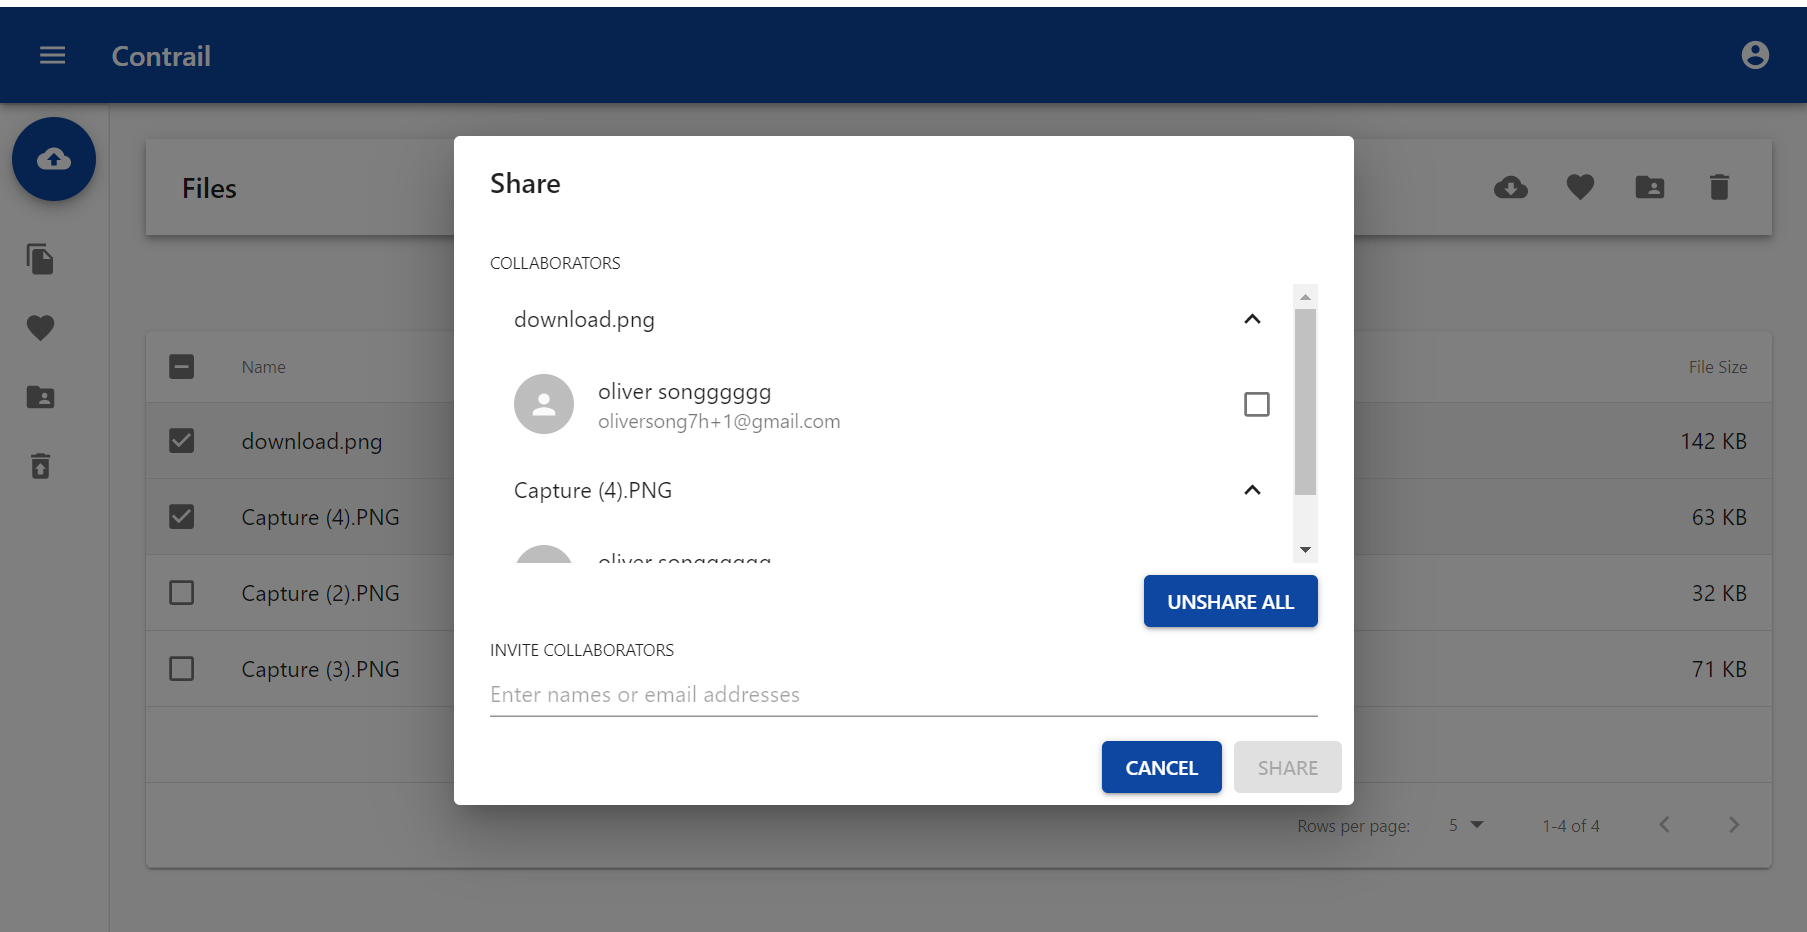 Contrail
Files
Share
COLLABORATORS
download.png
oliver songggggg
oliversong7h+1@gmail.com
Capture (4).PNG
oliver songggggg
UNSHARE ALL
INVITE COLLABORATORS
Enter names or email addresses
CANCEL SHARE
Name File Size
download.png 142 KB
Capture (4).PNG 63 KB
Capture (2).PNG 32 KB
Capture (3).PNG 71 KB
Rows per page: 5 1-4 of 4